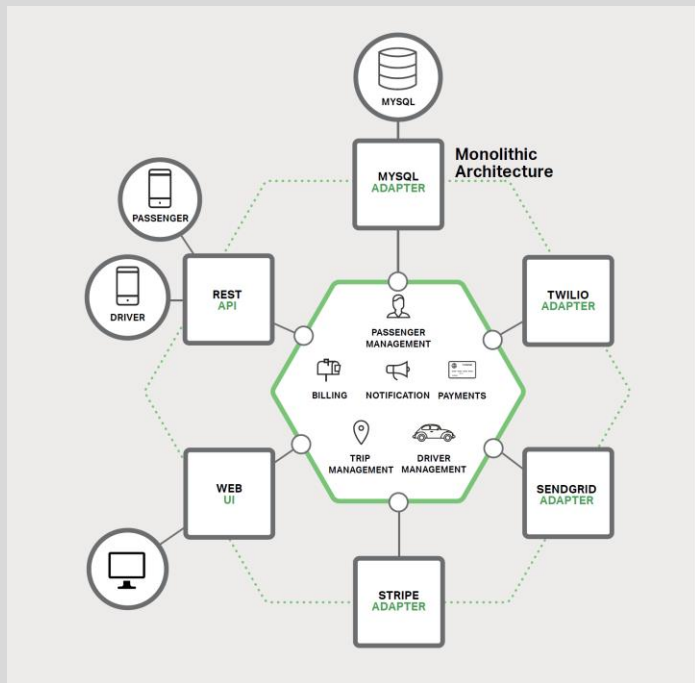 MYSQL
MYSQL
ADAPTER
Monolithic
Architecture
PASSENGER
DRIVER
REST
API
TWILIO
ADAPTER
PASSENGER
MANAGEMENT
BILLING
NOTIFICATION
PAYMENTS
TRIP
MANAGEMENT
DRIVER
MANAGEMENT
WEB
UI
SENDGRID
ADAPTER
STRIPE
ADAPTER